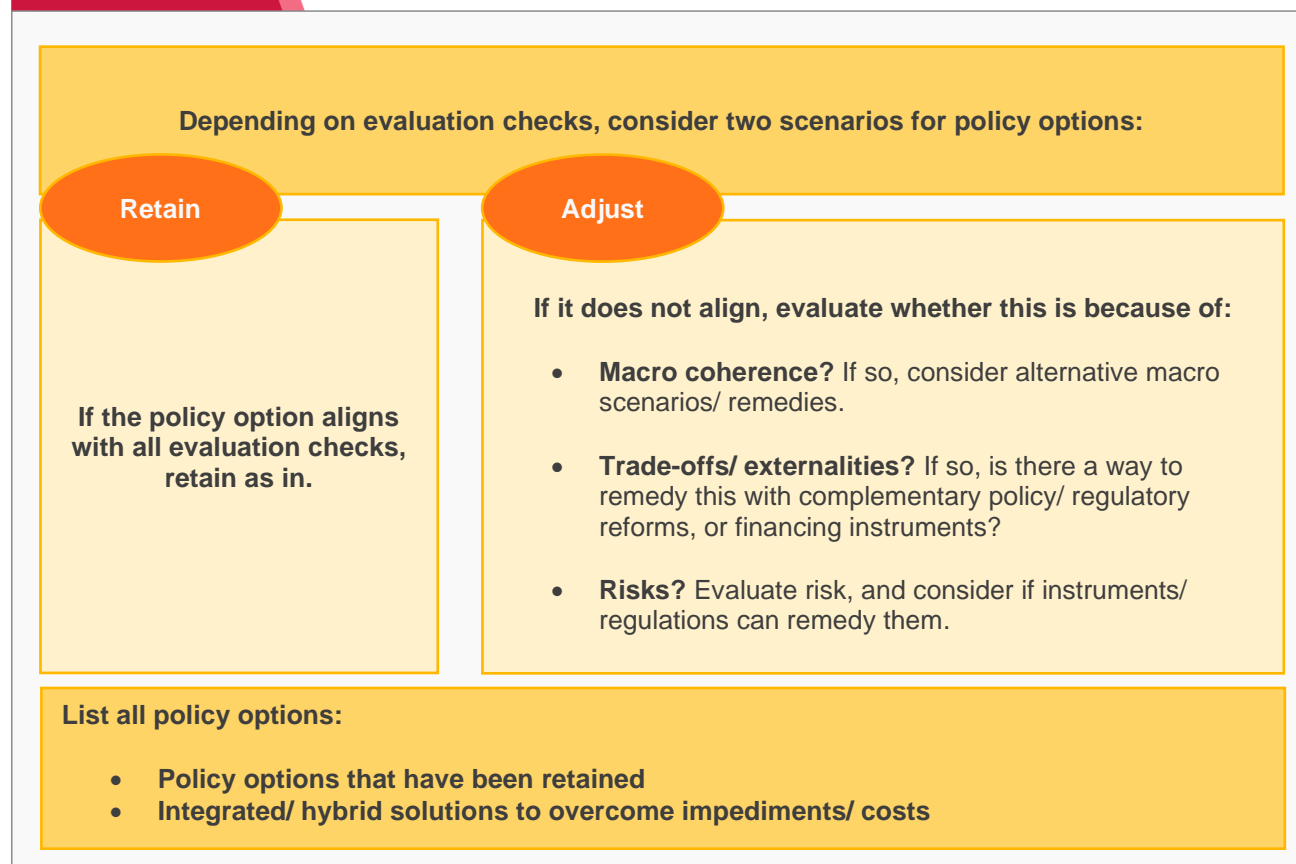 Depending on evaluation checks, consider two scenarios for policy options:
Retain
If the policy option aligns
with all evaluation checks,
retain as in.
Adjust
If it does not align, evaluate whether this is because of:
• Macro coherence? If so, consider alternative macro
scenarios/ remedies.
• Trade-offs/ externalities? If so, is there a way to
remedy this with complementary policy/ regulatory
reforms, or financing instruments?
• Risks? Evaluate risk, and consider if instruments/
regulations can remedy them.
List all policy options:
• Policy options that have been retained
• Integrated/ hybrid solutions to overcome impediments/ costs